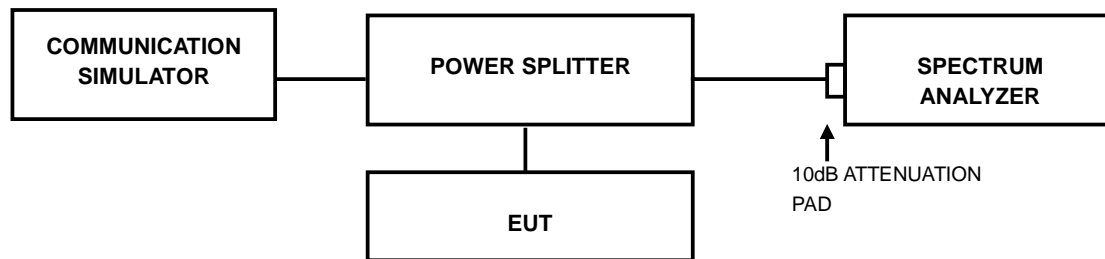 COMMUNICATION
SIMULATOR
POWER SPLITTER
SPECTRUM
ANALYZER
10dB ATTENUATION
PAD
EUT